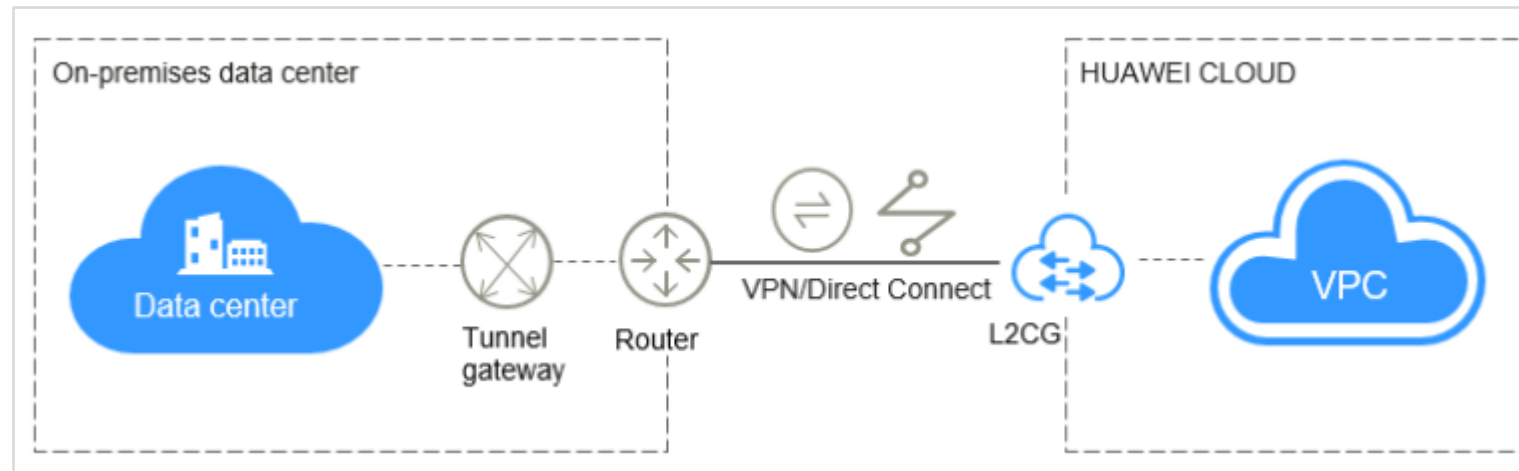 On-premises data center
HUAWEI CLOUD
Data center
Tunnel
gateway
Router
VPN/Direct Connect
L2CG
VPC